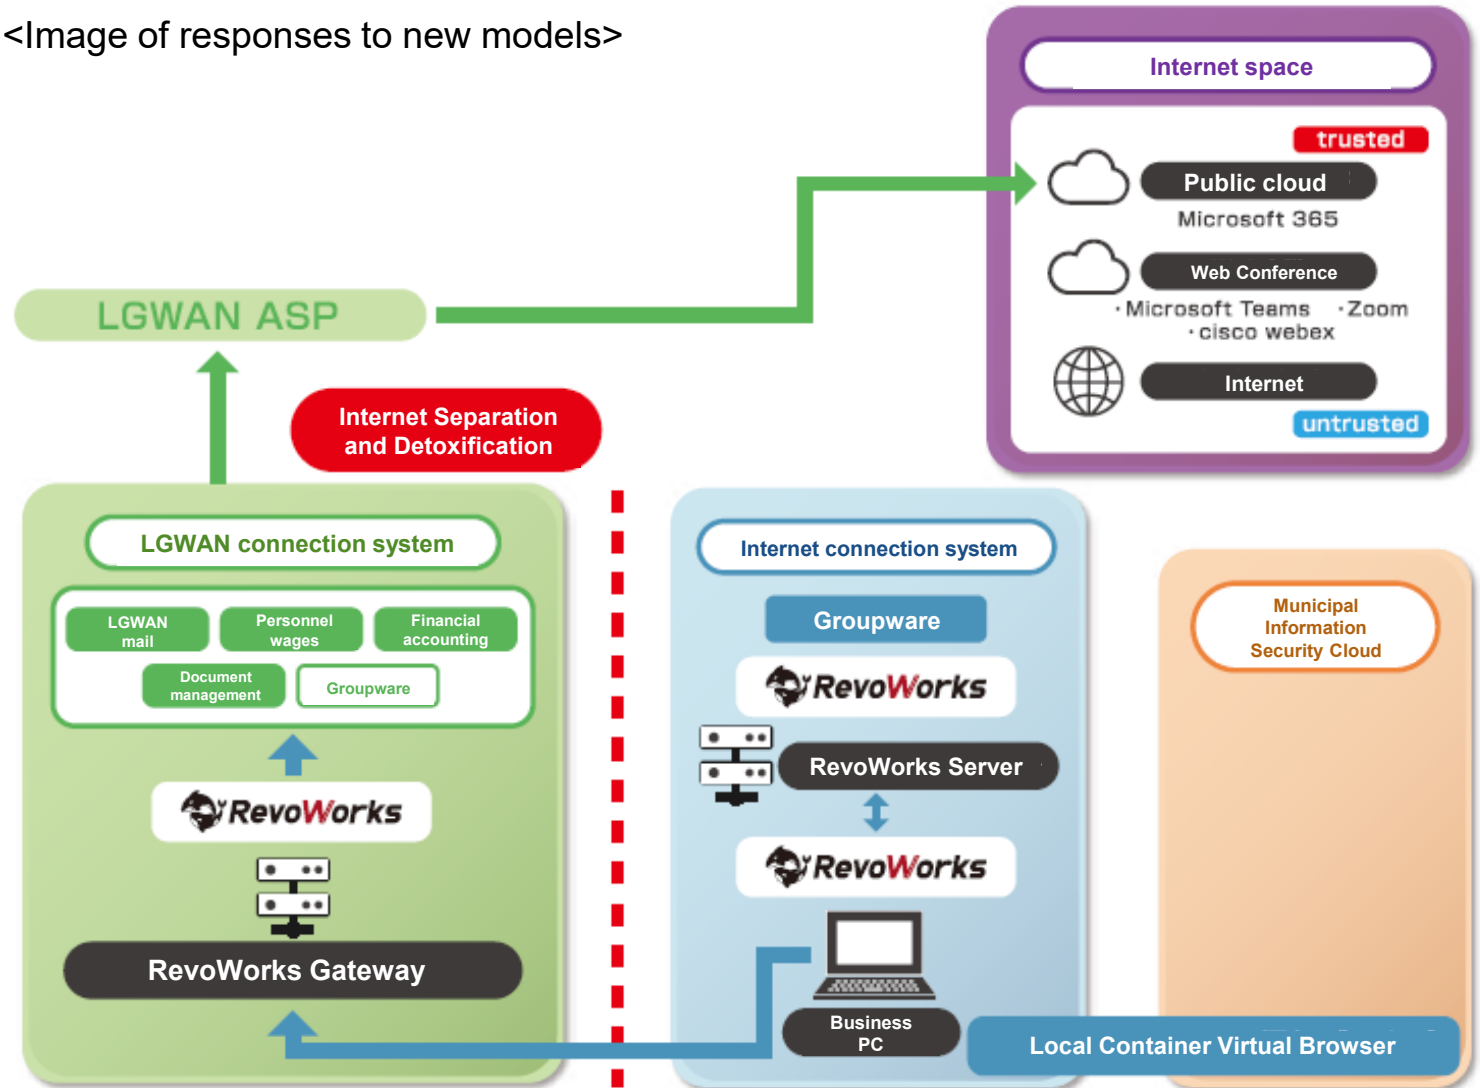 <Image of responses to new models>
Internet space
trusted
Public cloud
Microsoft 365
Web Conference
・Microsoft Teams ・Zoom
・cisco webex
Internet
untrusted
LGWAN ASP
Internet Separation
and Detoxification
LGWAN connection system
LGWAN
mail
Personnel
wages
Financial
accounting
Document
management
Groupware
RevoWorks
RevoWorks Gateway
Internet connection system
Groupware
RevoWorks
RevoWorks Server
RevoWorks
Business
PC
Local Container Virtual Browser
Municipal
Information
Security Cloud